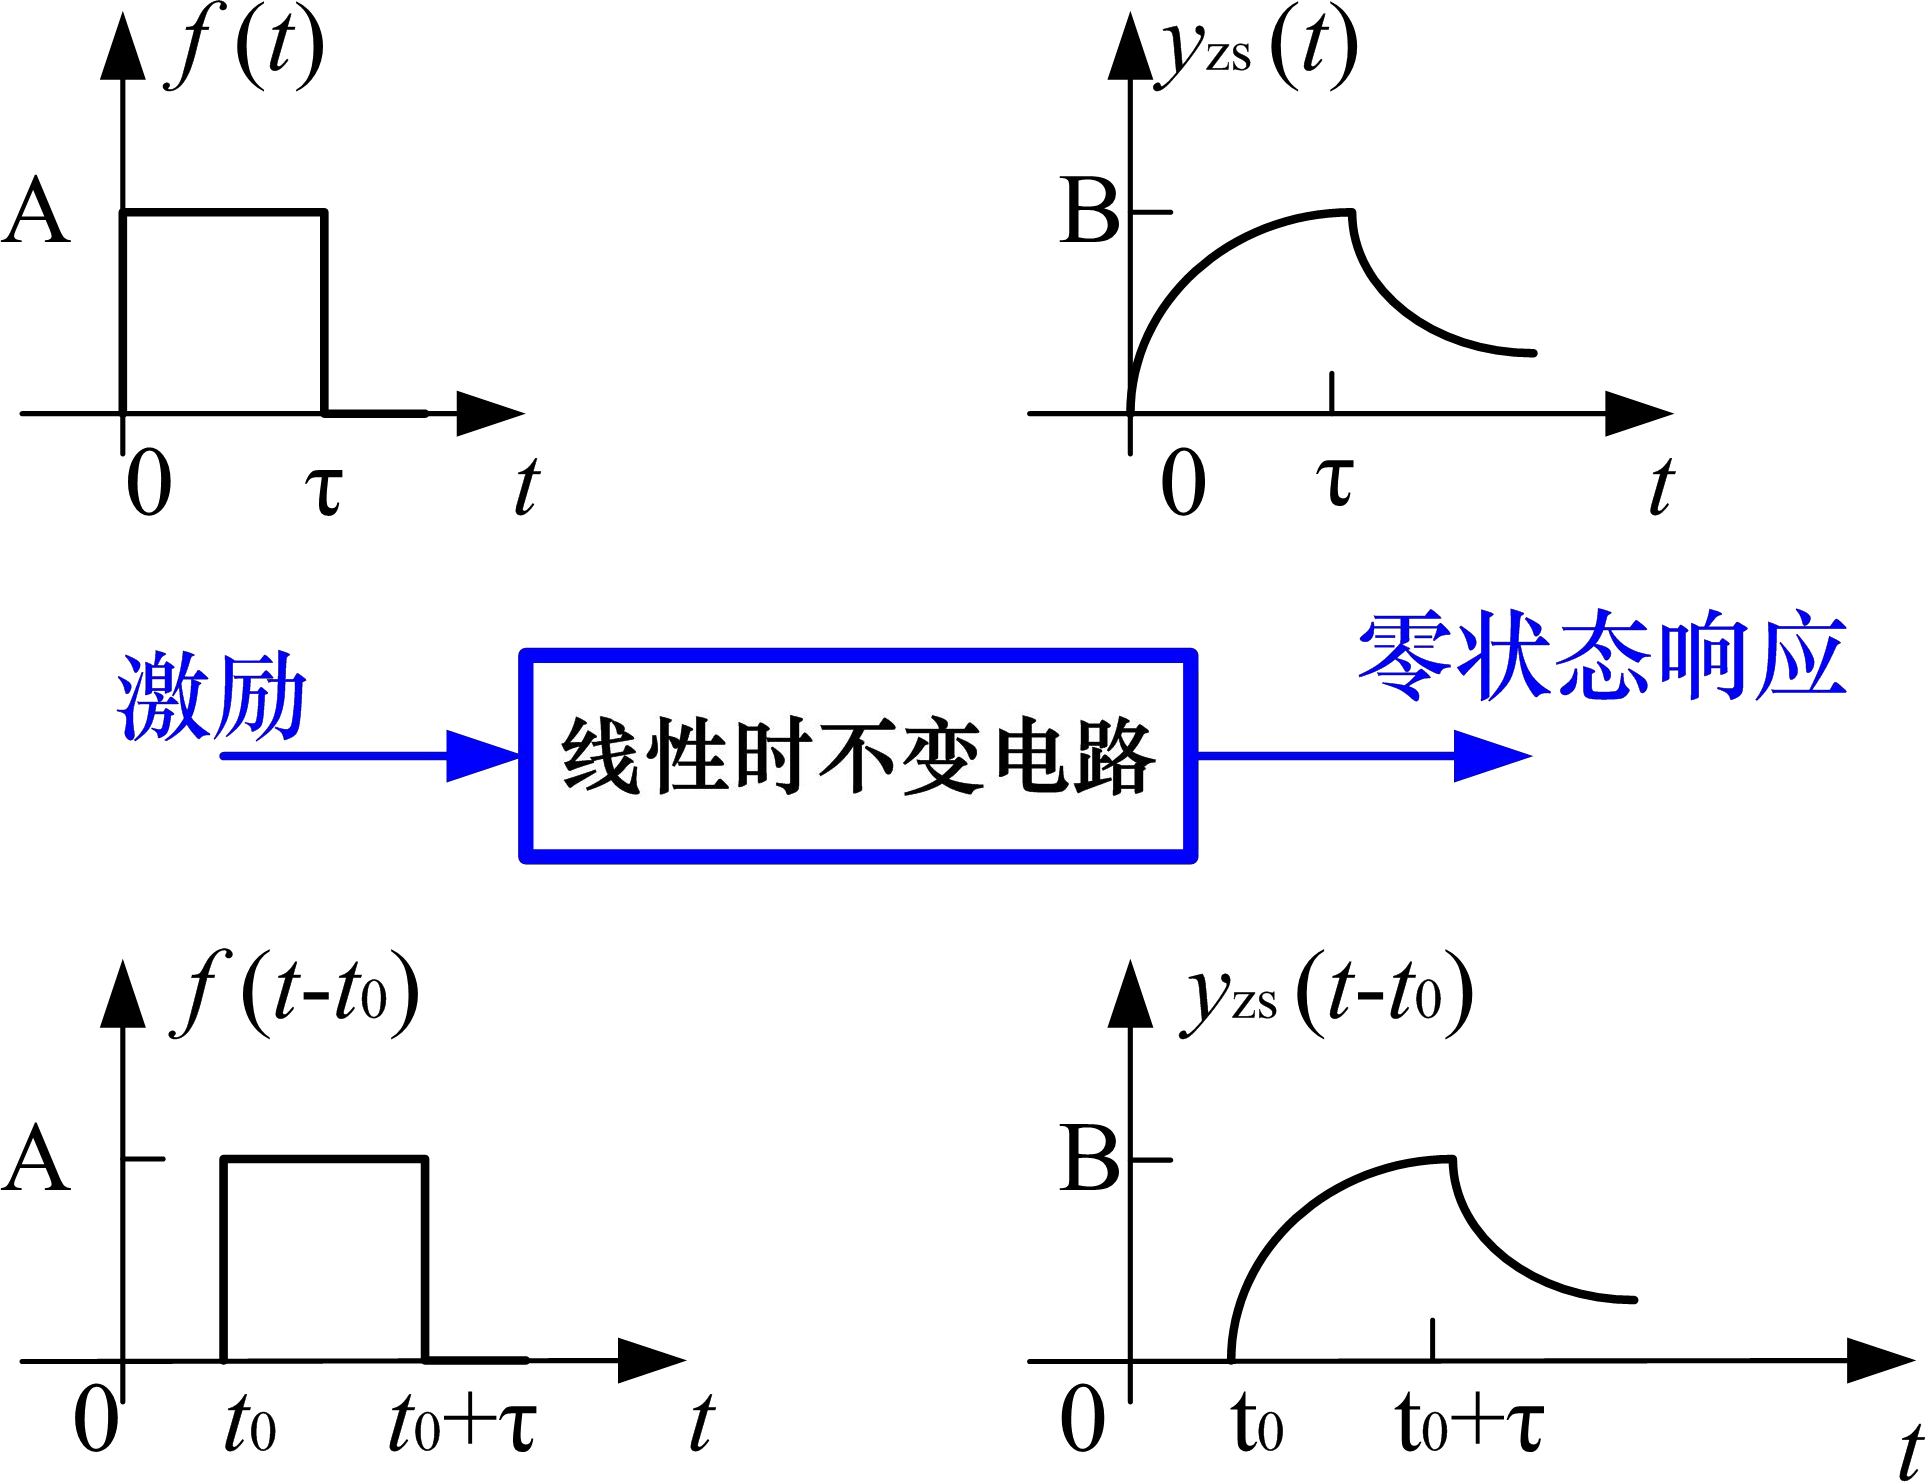 f (t)
A
0 τ t
yzs (t)
B
0 τ t
激励
线性时不变电路
零状态响应
f (t-t0)
A
0 t0 t0+τ t
yzs (t-t0)
B
0 t0 t0+τ t